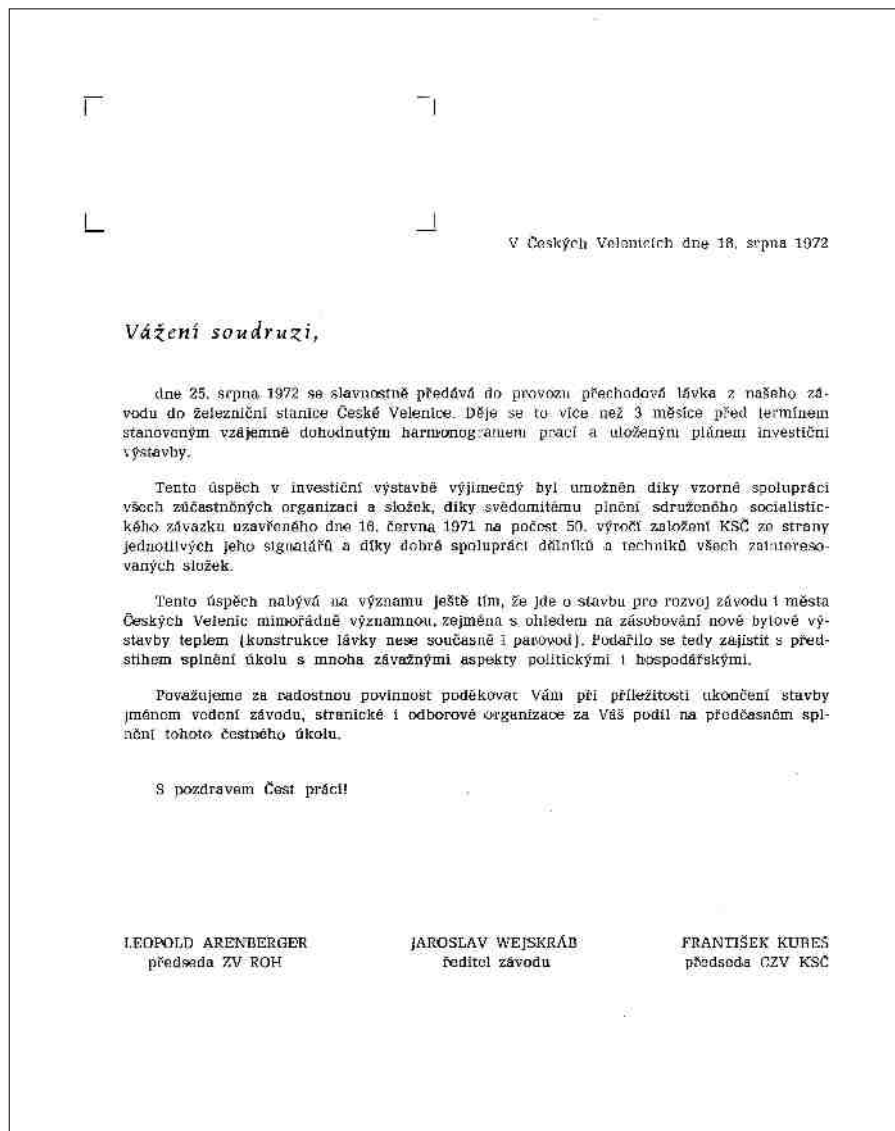 V Českých Velenicích dne 18. srpna 1972
Vážení soudruzi,
dne 25. srpna 1972 se slavnostně předává do provozu přechodová lávka z našeho zá-
vodu do železniční stanice České Velenice. Děje se to více než 3 měsíce před termínem
stanoveným vzájemně dohodnutým harmonogramem prací a uloženým plánem investiční
výstavby.
Tento úspěch v investiční výstavbě výjimečný byl umožněn díky vzorné spolupráci
všech zúčastněných organizací a složek, díky svědomitému plnění sdruženého socialistic-
kého závazku uzavřeného dne 16. června 1971 na počest 50. výročí založení KSČ ze strany
jednotlivých jeho signatářů a díky dobré spolupráci dělníků a techniků všech zaintereso-
vaných složek.
Tento úspěch nabývá na významu ještě tím, že jde o stavbu pro rozvoj závodu i města
Českých Velenic mimořádně významnou, zejména s ohledem na zásobování nové bytové vý-
stavby teplem (konstrukce lávky nese současně i parovod). Podařilo se tedy zajistit s před-
stihem splnění úkolu s mnoha závažnými aspekty politickými i hospodářskými.
Považujeme za radostnou povinnost poděkovat Vám při příležitosti ukončení stavby
jménem vedení závodu, stranické i odborové organizace za Váš podíl na předčasném spl-
nění tohoto čestného úkolu.
S pozdravem Čest práci!
LEOPOLD ARENBERGER JAROSLAV WEJSKRÁB FRANTIŠEK KUBEŠ
předseda ZV ROH ředitel závodu předseda CZV KSČ